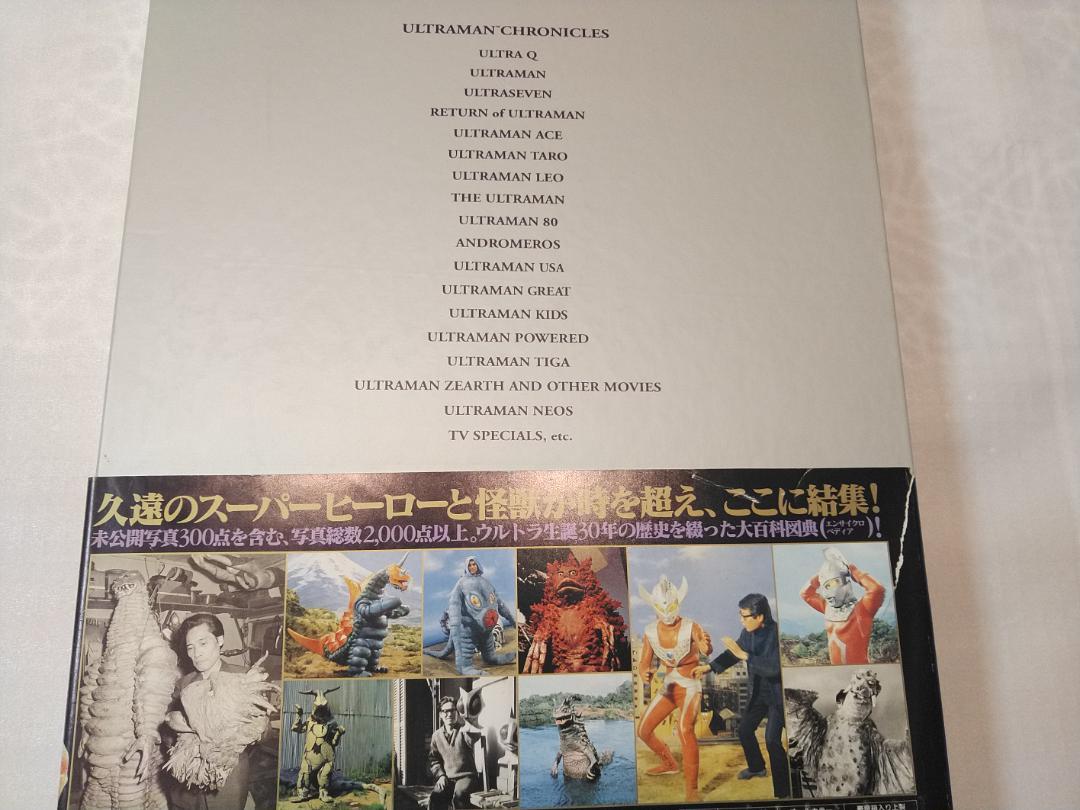 ULTRAMAN™CHRONICLES
ULTRA Q
ULTRAMAN
ULTRASEVEN
RETURN of ULTRAMAN
ULTRAMAN ACE
ULTRAMAN TARO
ULTRAMAN LEO
THE ULTRAMAN
ULTRAMAN 80
ANDROMEROS
ULTRAMAN USA
ULTRAMAN GREAT
ULTRAMAN KIDS
ULTRAMAN POWERED
ULTRAMAN TIGA
ULTRAMAN ZEARTH AND OTHER MOVIES
ULTRAMAN NEOS
TV SPECIALS, etc.
久遠のスーパーヒーローと怪獣が時を超え、ここに結集!
未公開写真300点を含む、写真総数2,000点以上。ウルトラ生誕30年の歴史を綴った大百科図典(エンサイクロペディア)!